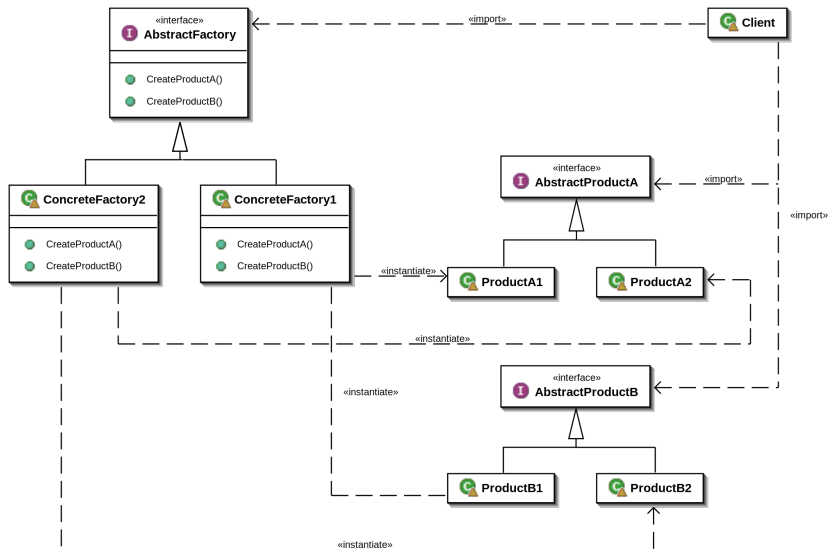 «interface»
AbstractFactory
CreateProductA()
CreateProductB()
«import»
Client
ConcreteFactory2
CreateProductA()
CreateProductB()
ConcreteFactory1
CreateProductA()
CreateProductB()
«interface»
AbstractProductA
«import»
«import»
«instantiate»
ProductA1
ProductA2
«instantiate»
«interface»
AbstractProductB
«instantiate»
ProductB1
ProductB2
«instantiate»